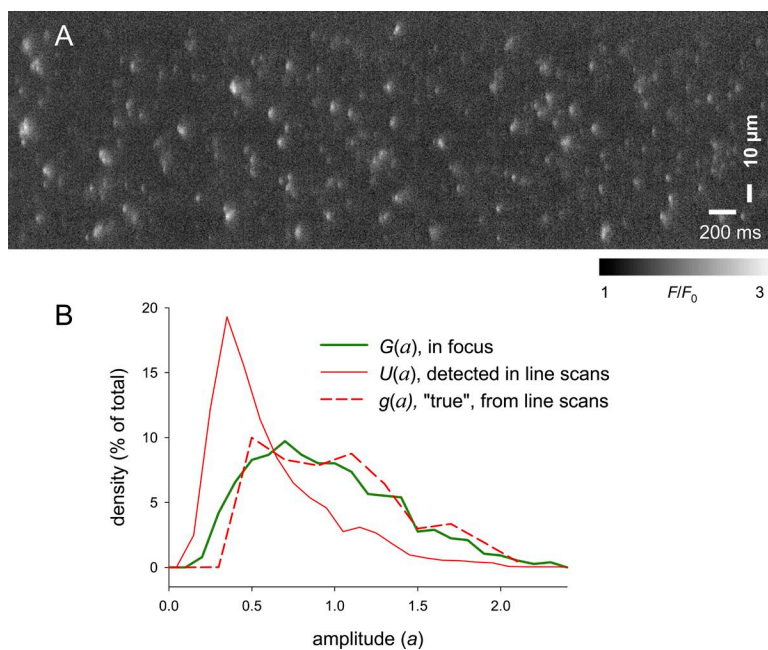 A
10 µm
200 ms
1 F/F0 3
B
20
15
10
5
0
density (% of total)
G(a), in focus
U(a), detected in line scans
g(a), "true", from line scans
0.0 0.5 1.0 1.5 2.0
amplitude (a)